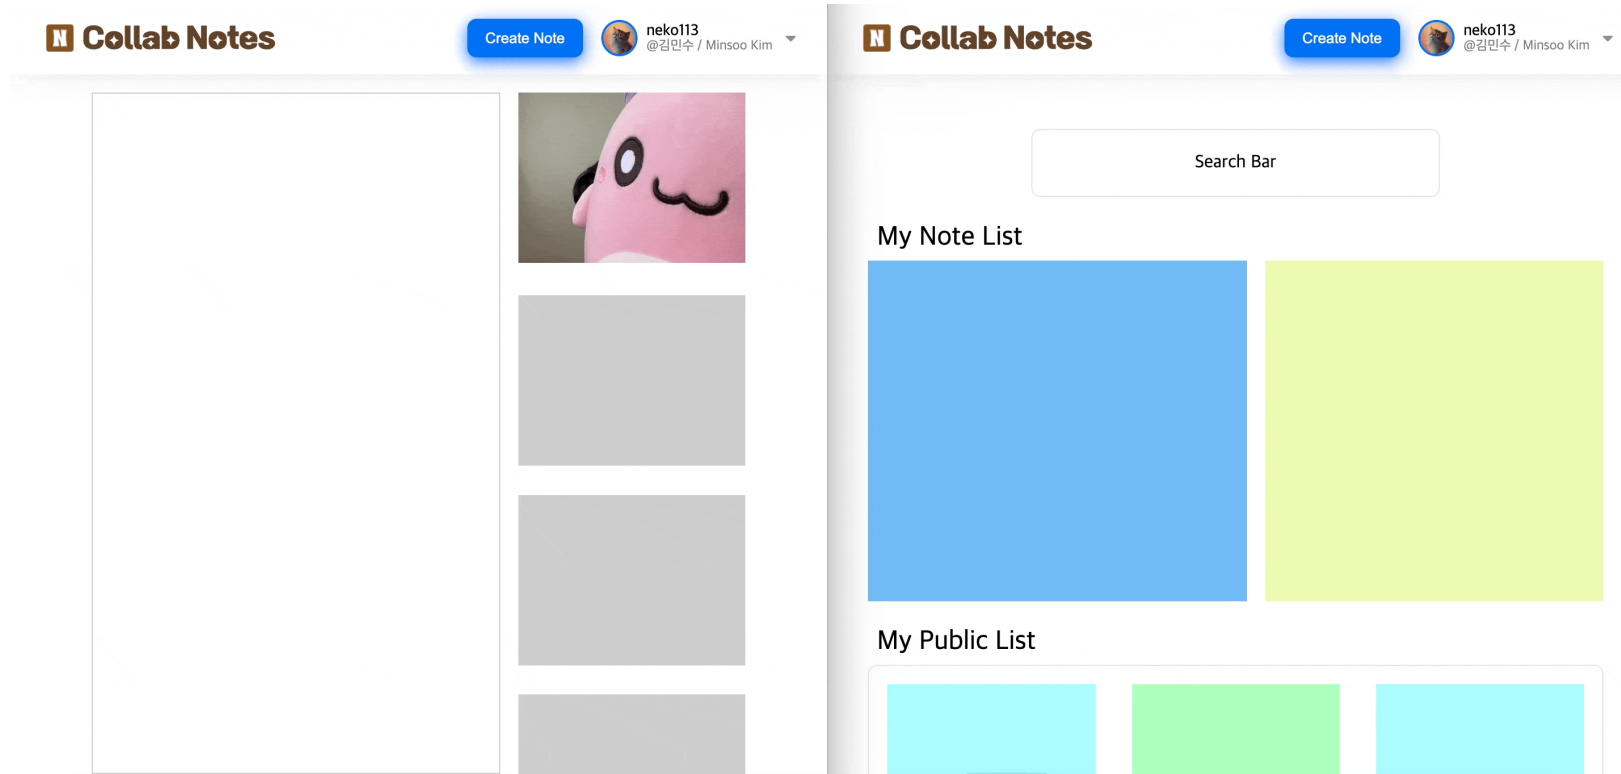 N Collab Notes
Create Note
neko113
@김민수 / Minsoo Kim
N Collab Notes
Create Note
neko113
@김민수 / Minsoo Kim
Search Bar
My Note List
My Public List